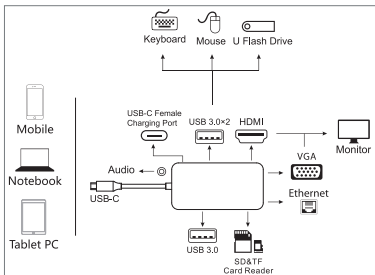 Keyboard Mouse U Flash Drive
USB-C Female
Charging Port
USB 3.0×2 HDMI
Mobile
VGA
Monitor
Audio
Notebook
USB-C
Ethernet
USB 3.0
Tablet PC
SD&TF
Card Reader